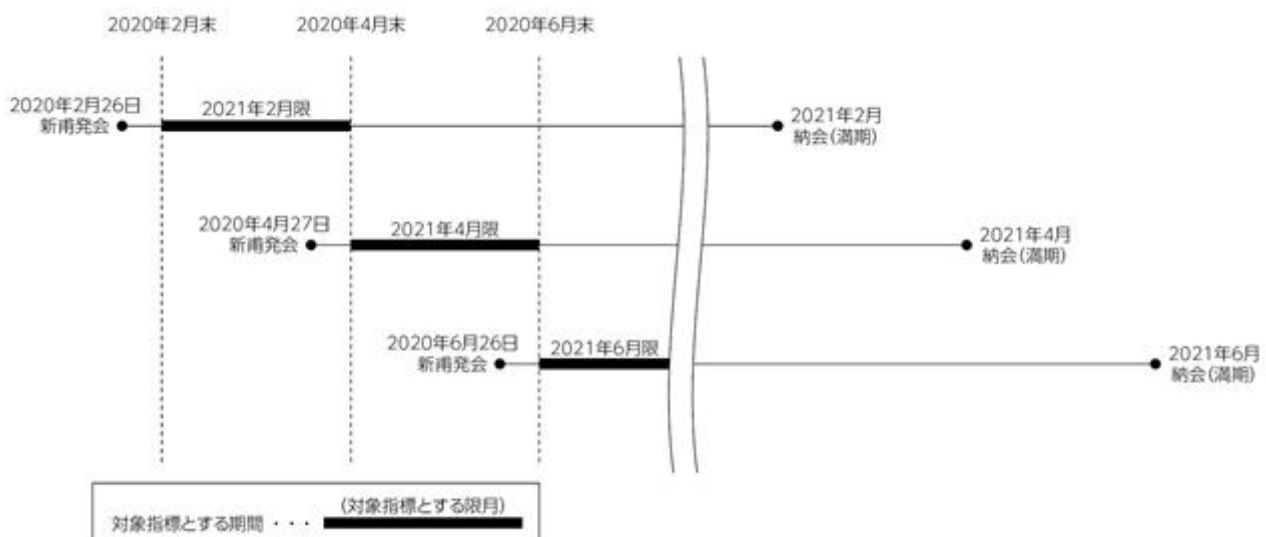 2020年2月末
2020年4月末
2020年6月末
2020年2月26日
新甫発会
2021年2月限
2021年2月
納会(満期)
2020年4月27日
新甫発会
2021年4月限
2021年4月
納会(満期)
2020年6月26日
新甫発会
2021年6月限
2021年6月
納会(満期)
(対象指標とする限月)
対象指標とする期間・・・